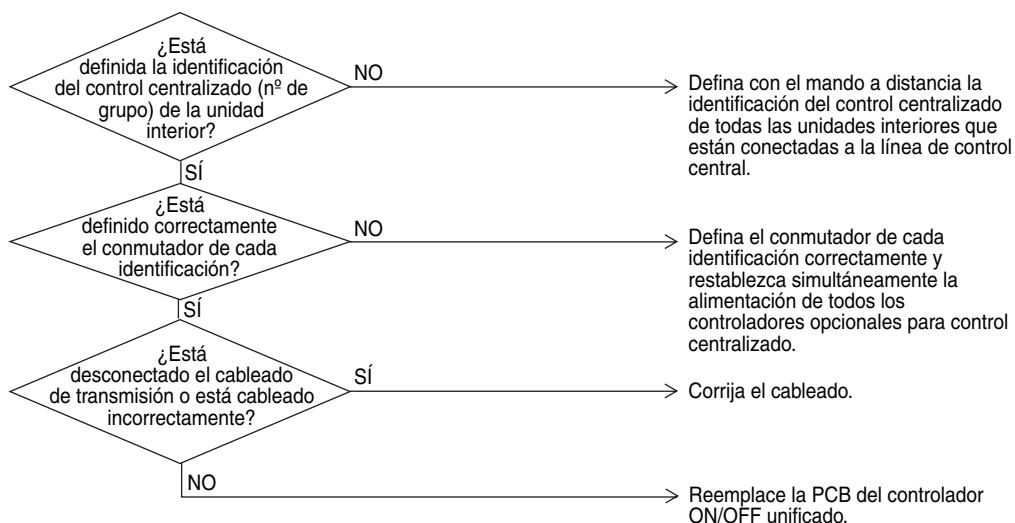 ¿Está
definida la identificación
del control centralizado (nº de
grupo) de la unidad
interior?
NO
Defina con el mando a distancia la
identificación del control centralizado
de todas las unidades interiores que
están conectadas a la línea de control
central.
SÍ
¿Está
definido correctamente
el conmutador de cada
identificación?
NO
Defina el conmutador de cada
identificación correctamente y
restablezca simultáneamente la
alimentación de todos los
controladores opcionales para control
centralizado.
SÍ
¿Está
desconectado el cableado
de transmisión o está cableado
incorrectamente?
SÍ
Corrija el cableado.
NO
Reemplace la PCB del controlador
ON/OFF unificado.